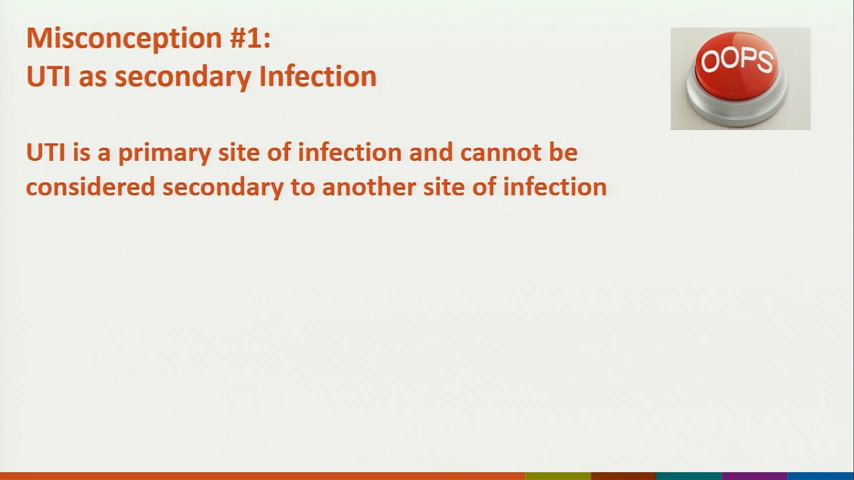 Misconception #1:
UTI as secondary Infection
OOPS
UTI is a primary site of infection and cannot be
considered secondary to another site of infection